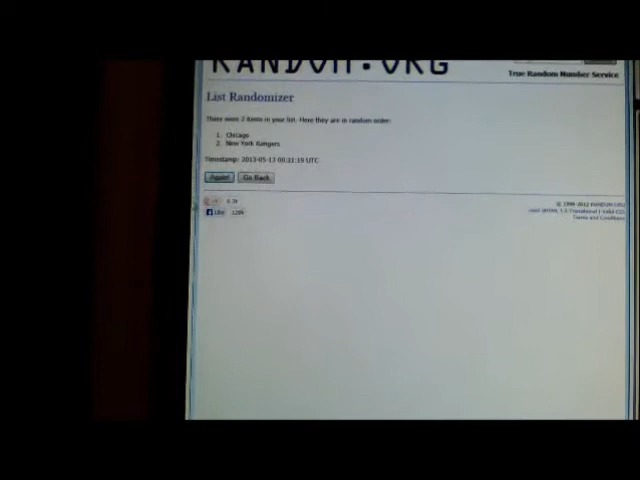 RANDOM.ORG
True Random Number Service
List Randomizer
There were 2 items in your list. Here they are in random order:
1. Chicago
2. New York Rangers
Timestamp: 2013-05-13 00:31:19 UTC
Again!
Go Back
Like
Terms and Conditions